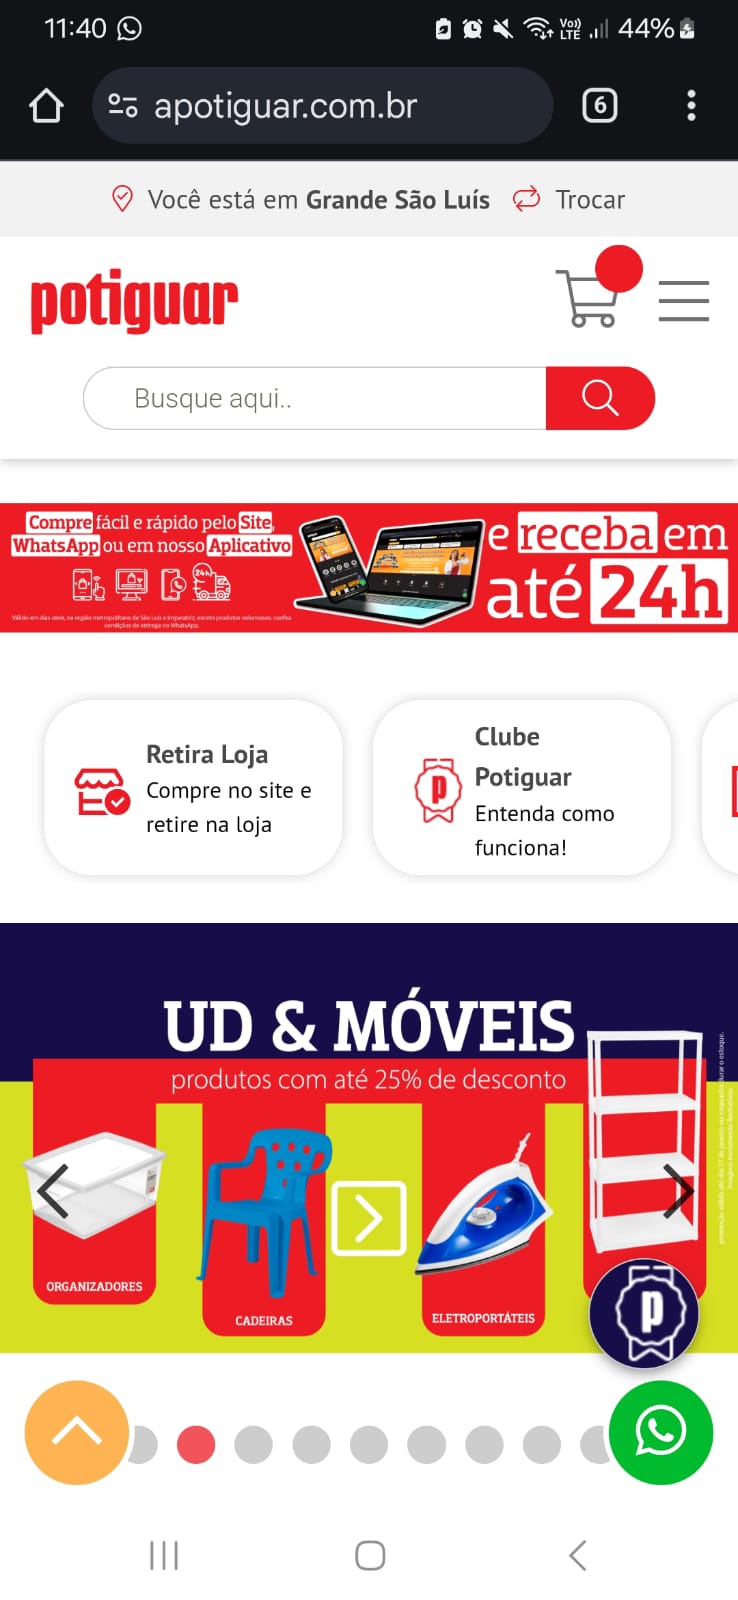 11:40
Vo))
LTE
44%
apotiguar.com.br
6
Você está em Grande São Luís
Trocar
potiguar
Busque aqui..
Compre fácil e rápido pelo Site,
WhatsApp ou em nosso Aplicativo
24h
Válido em dias úteis, na região metropolitana de São Luís e Imperatriz, exceto produtos volumosos, confira
condições de entrega no WhatsApp.
e receba em
até 24h
Retira Loja
Compre no site e
retire na loja
Clube
Potiguar
Entenda como
funciona!
UD & MÓVEIS
produtos com até 25% de desconto
ORGANIZADORES
CADEIRAS
ELETROPORTÁTEIS
p